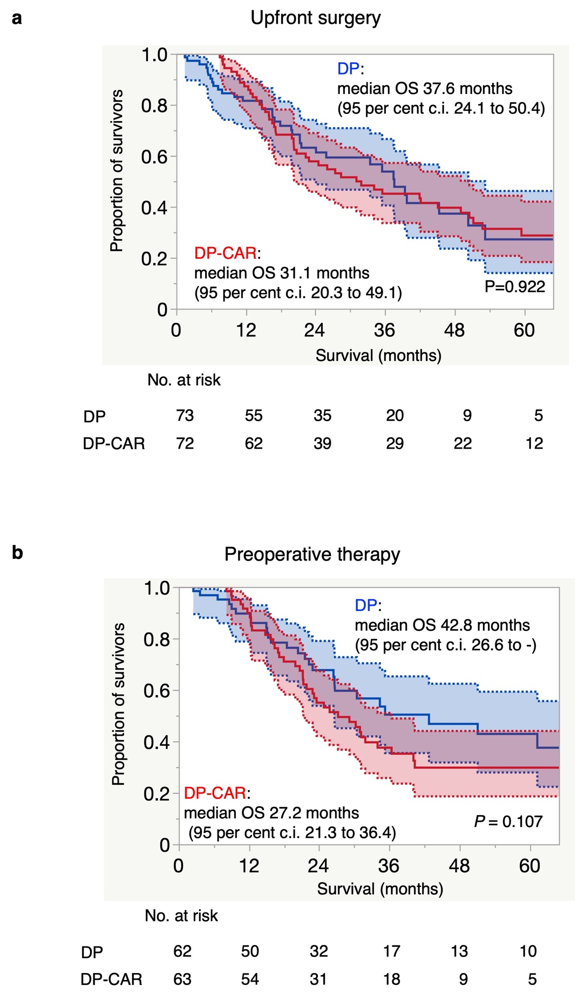 a
Upfront surgery
1.0
0.8
0.6
0.4
0.2
0
Proportion of survivors
DP:
median OS 37.6 months
(95 per cent c.i. 24.1 to 50.4)
DP-CAR:
median OS 31.1 months
(95 per cent c.i. 20.3 to 49.1)
P=0.922
0 12 24 36 48 60
Survival (months)
No. at risk
DP 73 55 35 20 9 5
DP-CAR 72 62 39 29 22 12
b
Preoperative therapy
1.0
0.8
0.6
0.4
0.2
0
Proportion of survivors
DP:
median OS 42.8 months
(95 per cent c.i. 26.6 to -)
DP-CAR:
median OS 27.2 months
(95 per cent c.i. 21.3 to 36.4)
P = 0.107
0 12 24 36 48 60
Survival (months)
No. at risk
DP 62 50 32 17 13 10
DP-CAR 63 54 31 18 9 5